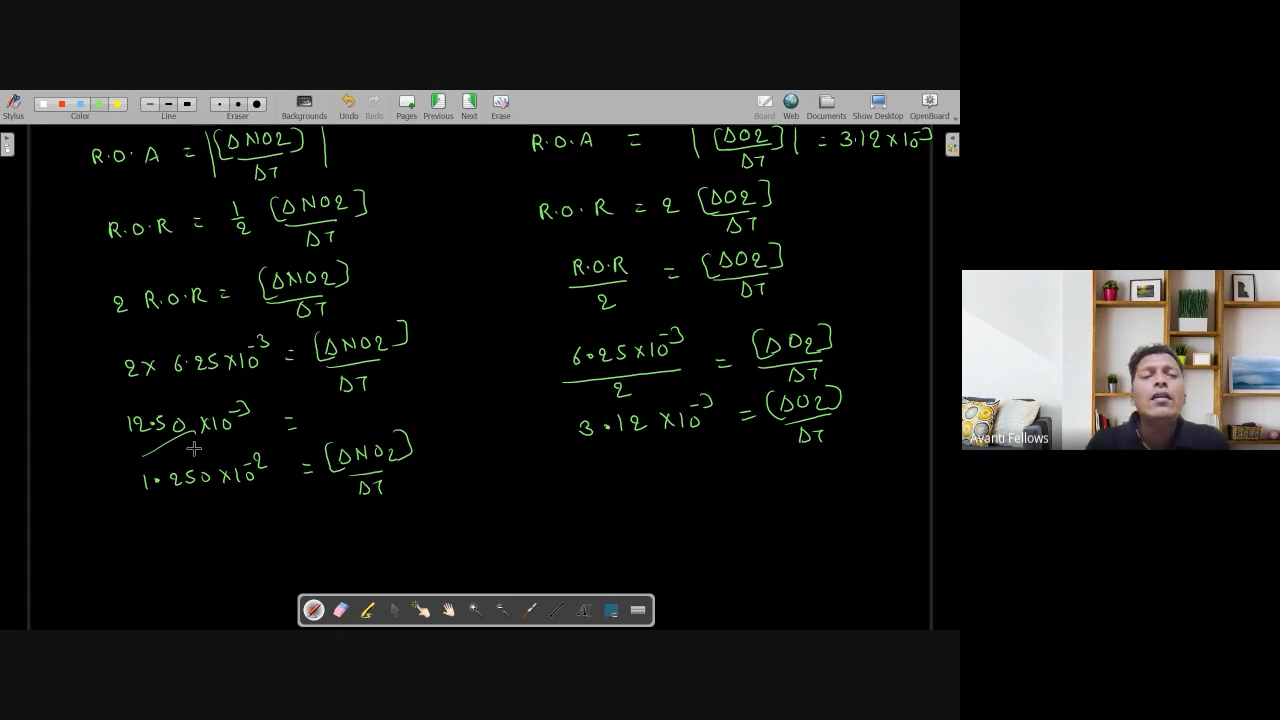 Stylus
Color
Line
Eraser
Backgrounds
Undo
Redo
Pages
Previous
Next
Erase
Board
Web
Documents
Show Desktop
OpenBoard
R.O.A = |[ΔNO2]/ΔT|
R.O.R = 1/2 [ΔNO2]/ΔT
2 R.O.R = [ΔNO2]/ΔT
2 × 6.25×10⁻³ = [ΔNO2]/ΔT
12.50 ×10⁻³ =
1.250×10⁻² = [ΔNO2]/ΔT
R.O.A = |[ΔO2]/ΔT| = 3.12×10⁻³
R.O.R = 2 [ΔO2]/ΔT
R.O.R/2 = [ΔO2]/ΔT
6.25×10⁻³/2 = [ΔO2]/ΔT
3.12 ×10⁻³ = [ΔO2]/ΔT
Avanti Fellows